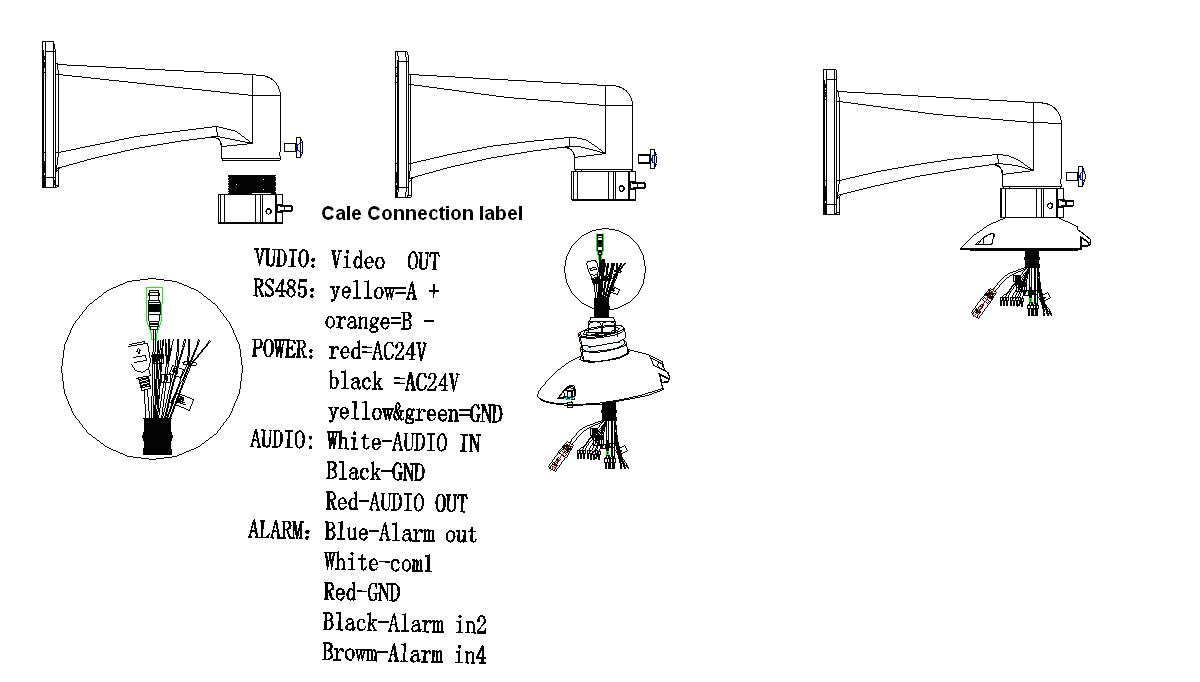 Cale Connection label
VUDIO: Video OUT
RS485: yellow=A +
orange=B -
POWER: red=AC24V
black =AC24V
yellow&green=GND
AUDIO: White-AUDIO IN
Black-GND
Red-AUDIO OUT
ALARM: Blue-Alarm out
White-com1
Red-GND
Black-Alarm in2
Brown-Alarm in4